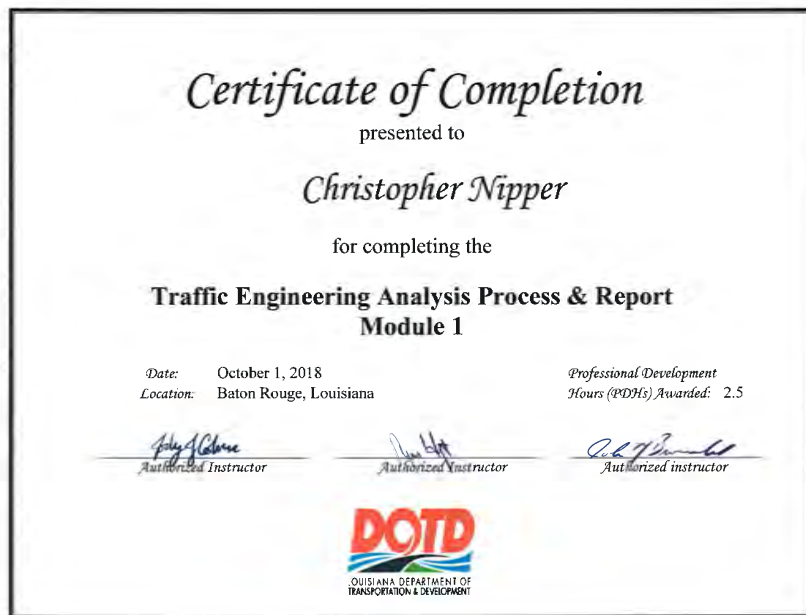 Certificate of Completion
presented to
Christopher Nipper
for completing the
Traffic Engineering Analysis Process & Report
Module 1
Date: October 1, 2018
Location: Baton Rouge, Louisiana
Professional Development
Hours (PDHs) Awarded: 2.5
Authorized Instructor
Authorized Instructor
Authorized instructor
DOTD
LOUISIANA DEPARTMENT OF
TRANSPORTATION & DEVELOPMENT